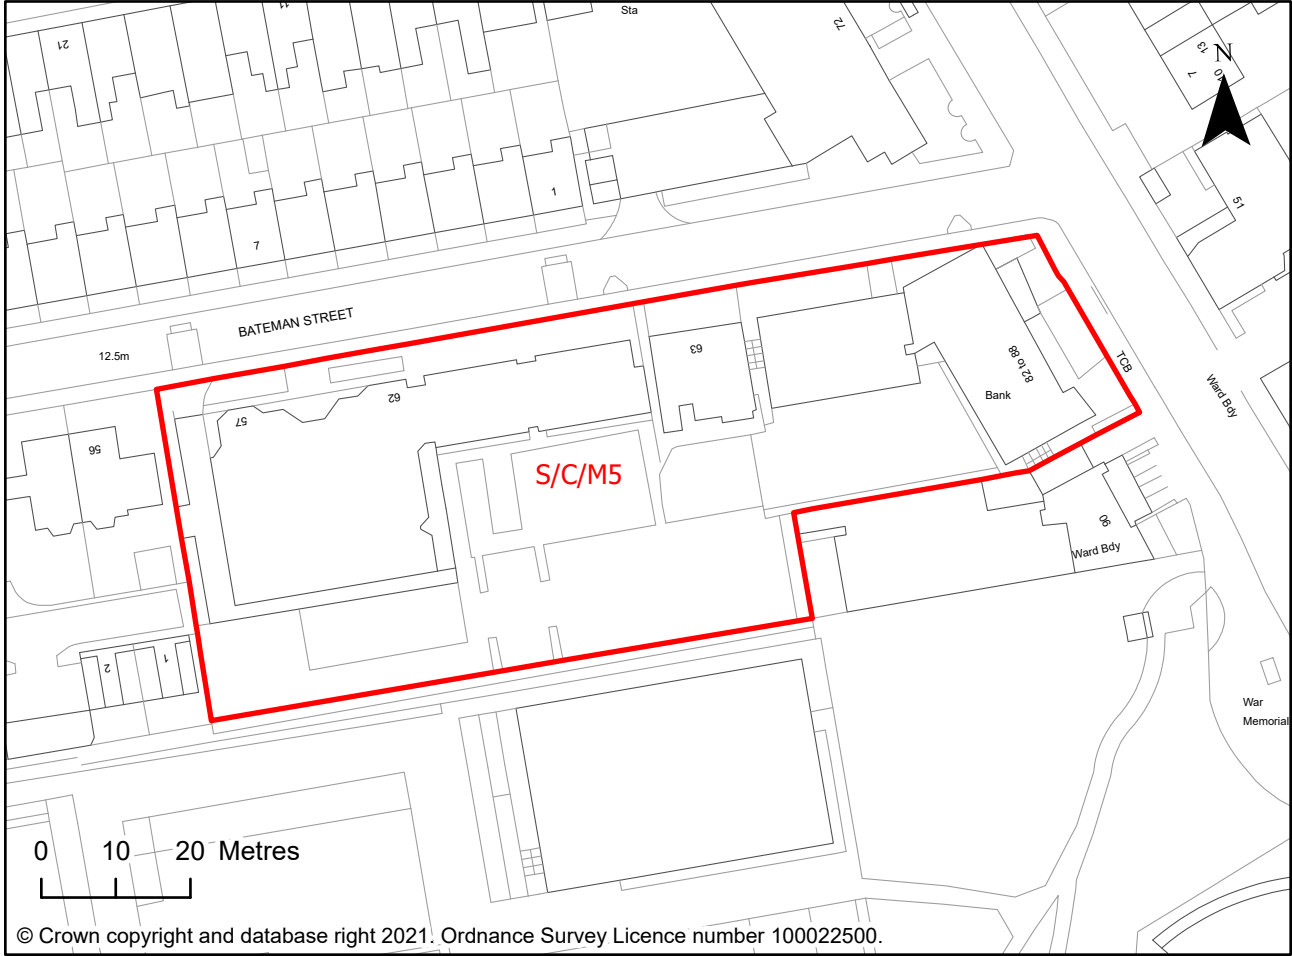 Sta
11
21
72
13
7
N
40
1
51
7
BATEMAN STREET
12.5m
63
TCB
82 to 88
Ward Bdy
Bank
62
57
56
S/C/M5
90
Ward Bdy
1
2
War
Memorial
0 10 20 Metres
© Crown copyright and database right 2021. Ordnance Survey Licence number 100022500.